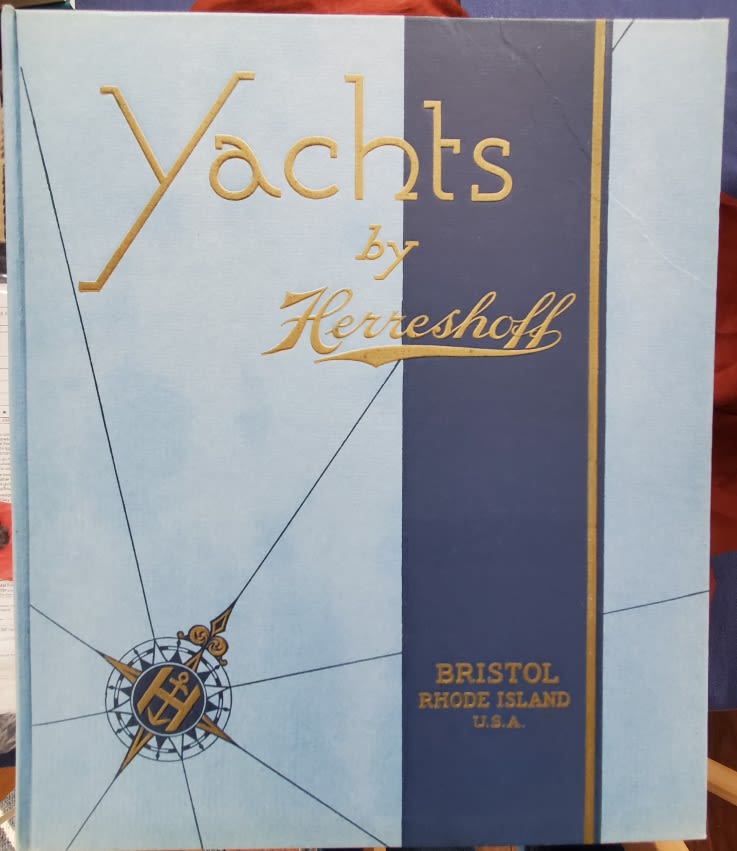 Yachts
by
Herreshoff
H
BRISTOL
RHODE ISLAND
U.S.A.